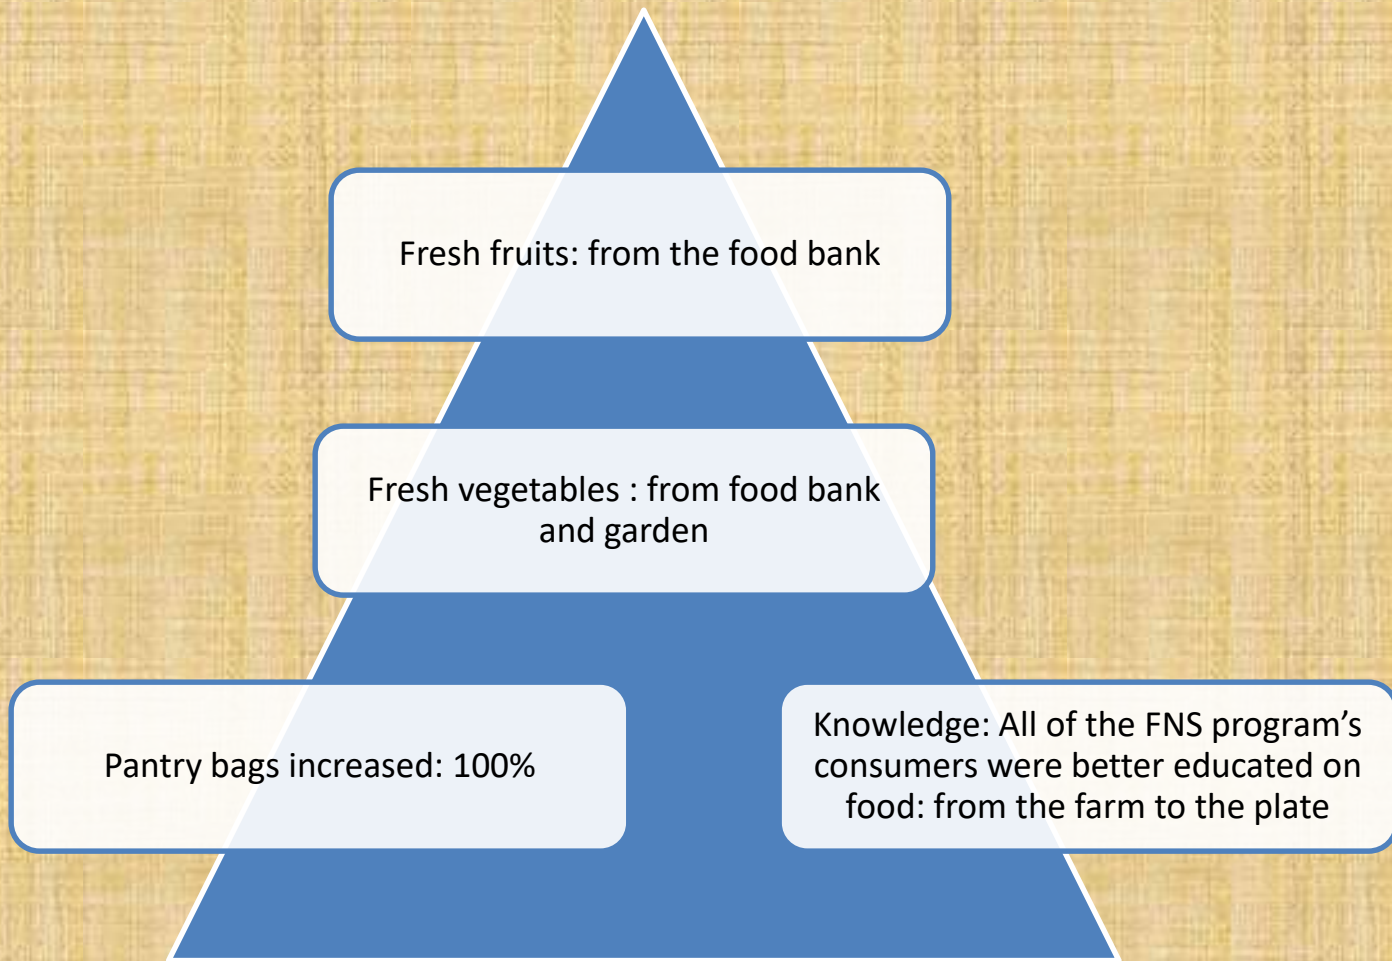 Fresh fruits: from the food bank
Fresh vegetables : from food bank
and garden
Pantry bags increased: 100%
Knowledge: All of the FNS program’s
consumers were better educated on
food: from the farm to the plate